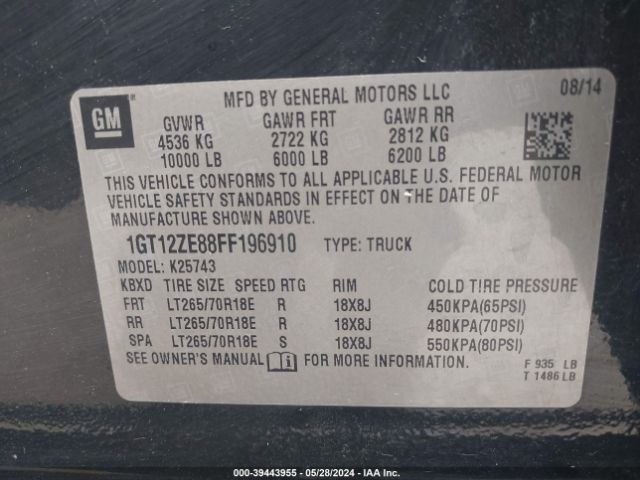 GM
MFD BY GENERAL MOTORS LLC 08/14
GVWR GAWR FRT GAWR RR
4536 KG 2722 KG 2812 KG
10000 LB 6000 LB 6200 LB
THIS VEHICLE CONFORMS TO ALL APPLICABLE U.S. FEDERAL MOTOR
VEHICLE SAFETY STANDARDS IN EFFECT ON THE DATE OF
MANUFACTURE SHOWN ABOVE.
1GT12ZE88FF196910 TYPE: TRUCK
MODEL: K25743
KBXD TIRE SIZE SPEED RTG RIM COLD TIRE PRESSURE
FRT LT265/70R18E R 18X8J 450KPA(65PSI)
RR LT265/70R18E R 18X8J 480KPA(70PSI)
SPA LT265/70R18E S 18X8J 550KPA(80PSI)
SEE OWNER'S MANUAL FOR MORE INFORMATION.
F 935 LB
T 1486 LB
000-39443955 - 05/28/2024 - IAA Inc.